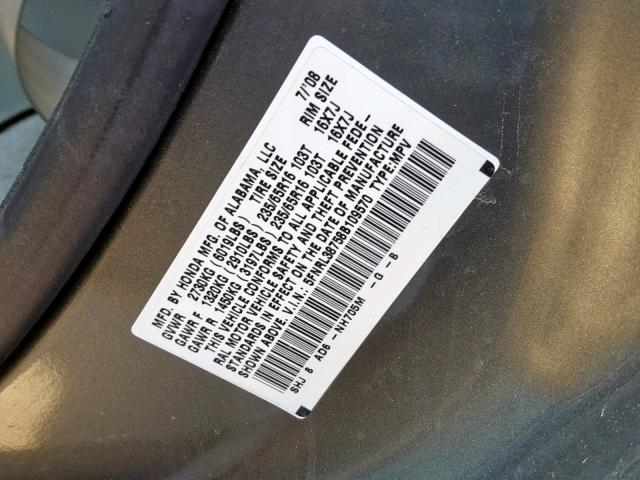 MFD. BY HONDA MFG. OF ALABAMA, LLC 7/'08
GVWR 2730KG (6019LBS) TIRE SIZE RIM SIZE
GAWR F 1320KG (2910LBS) 235/65R16 103T 16X7J
GAWR R 1450KG (3197LBS) 235/65R16 103T 16X7J
THIS VEHICLE CONFORMS TO ALL APPLICABLE FEDE-
RAL MOTOR VEHICLE SAFETY AND THEFT PREVENTION
STANDARDS IN EFFECT ON THE DATE OF MANUFACTURE
SHOWN ABOVE. V.I.N.: 5FNRL38758B109570 TYPE:MPV
SHJ 8 AD6 -NH705M -G -B